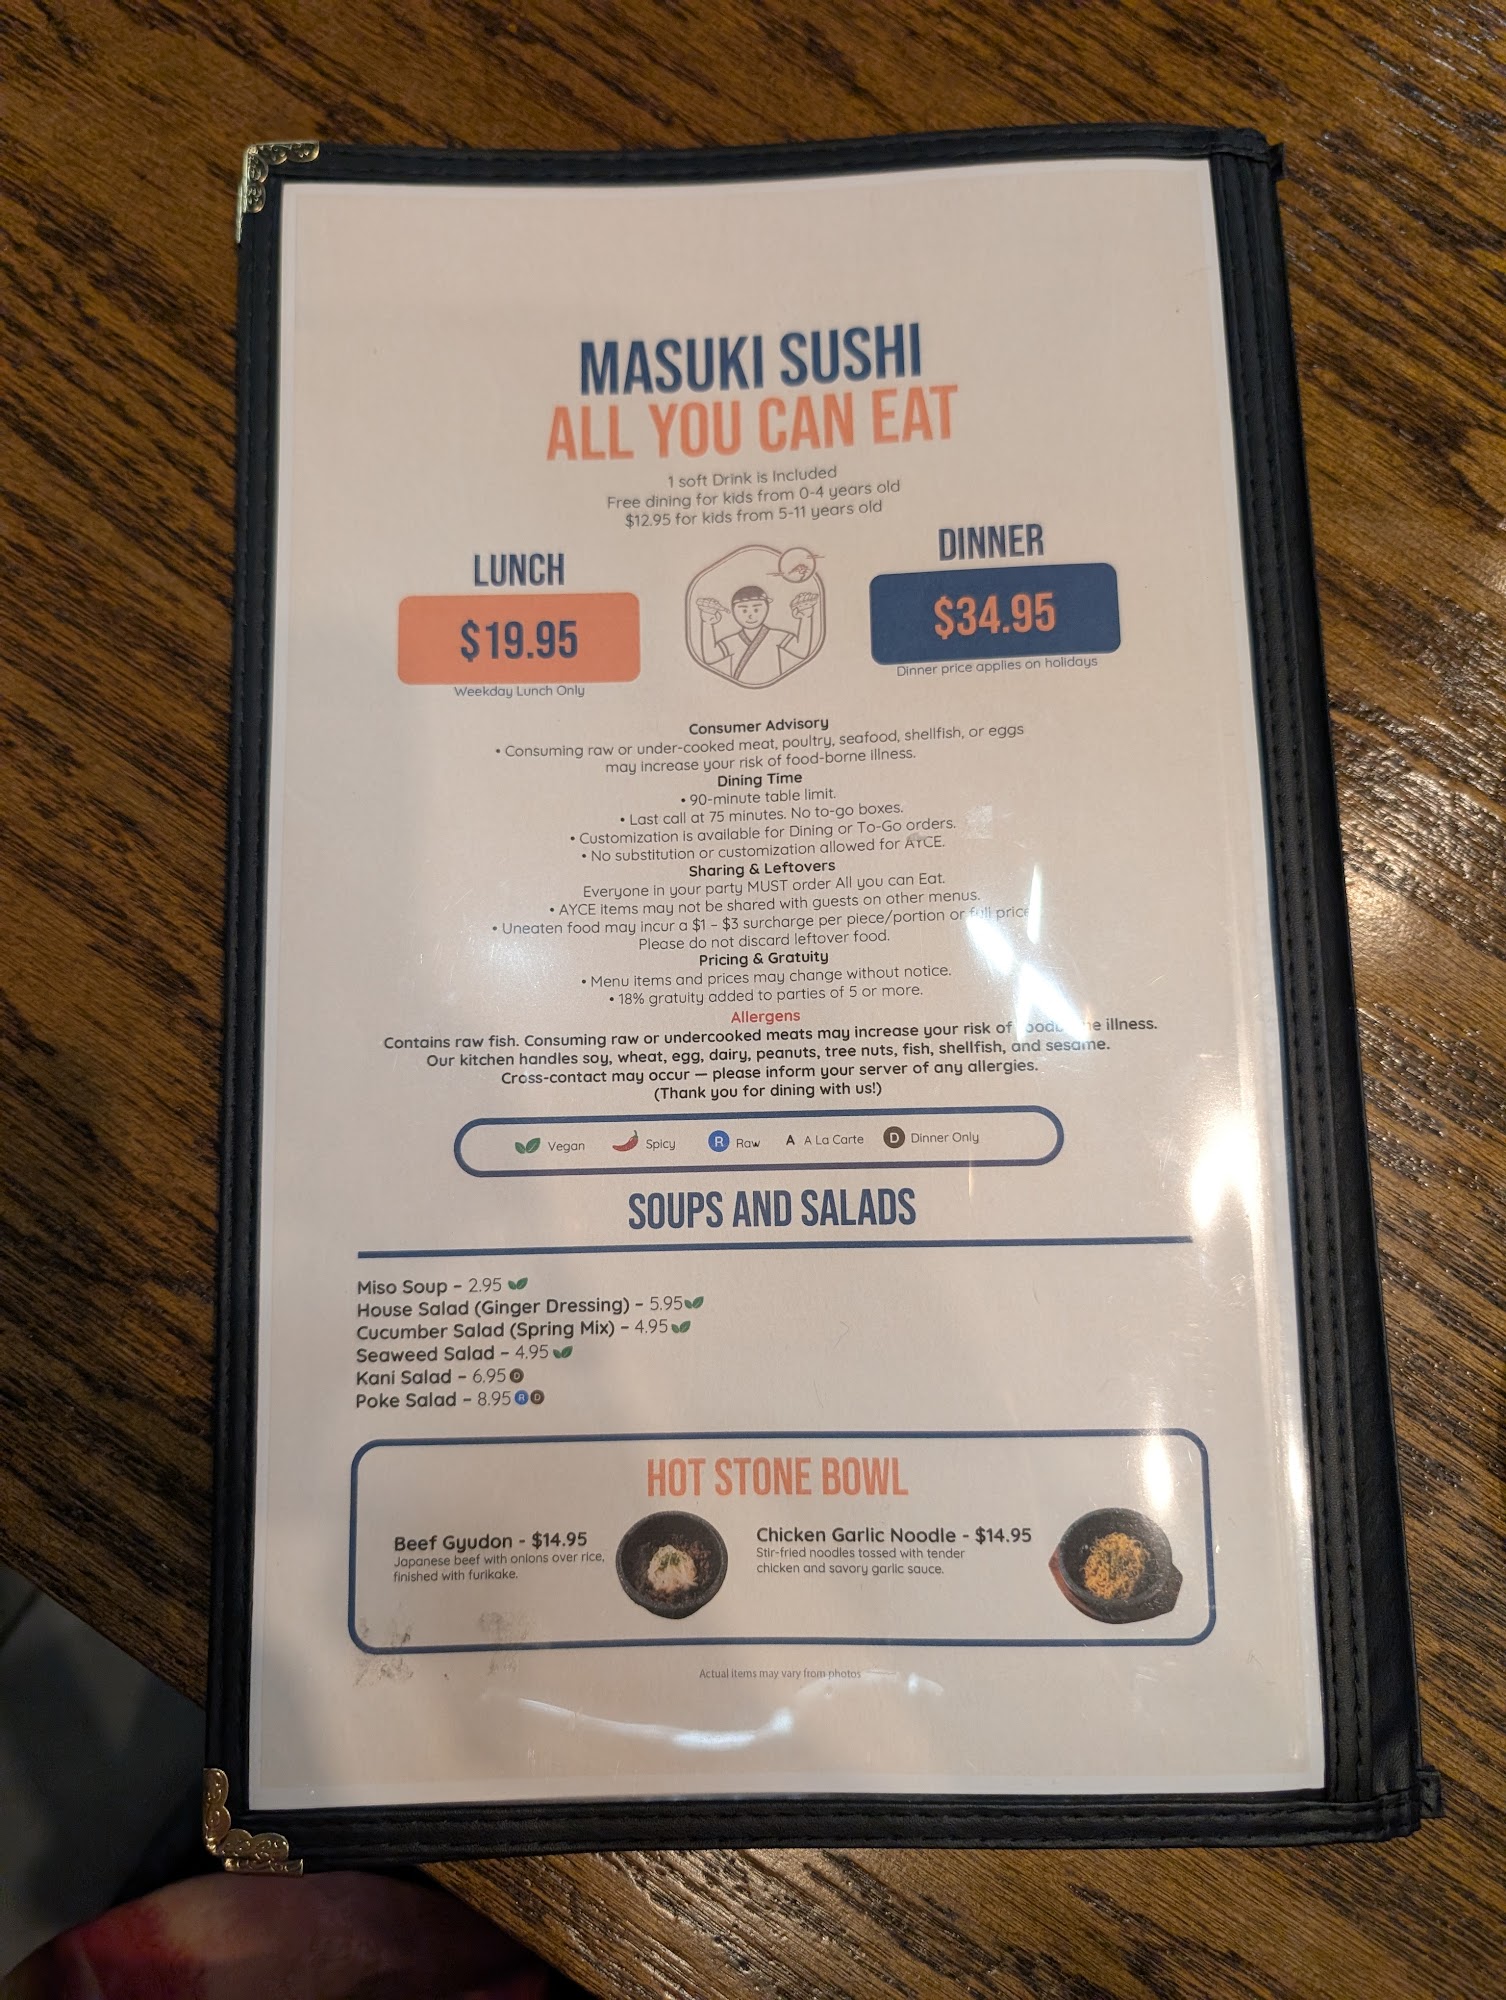 MASUKI SUSHI
ALL YOU CAN EAT
1 soft Drink is Included
Free dining for kids from 0-4 years old
$12.95 for kids from 5-11 years old
LUNCH
$19.95
Weekday Lunch Only
DINNER
$34.95
Dinner price applies on holidays
Consumer Advisory
• Consuming raw or under-cooked meat, poultry, seafood, shellfish, or eggs
may increase your risk of food-borne illness.
Dining Time
• 90-minute table limit.
• Last call at 75 minutes. No to-go boxes.
• Customization is available for Dining or To-Go orders.
• No substitution or customization allowed for AYCE.
Sharing & Leftovers
Everyone in your party MUST order All you can Eat.
• AYCE items may not be shared with guests on other menus.
• Uneaten food may incur a $1 – $3 surcharge per piece/portion or full price
Please do not discard leftover food.
Pricing & Gratuity
• Menu items and prices may change without notice.
• 18% gratuity added to parties of 5 or more.
Allergens
Contains raw fish. Consuming raw or undercooked meats may increase your risk of illness.
Our kitchen handles soy, wheat, egg, dairy, peanuts, tree nuts, fish, shellfish, and sesame.
Cross-contact may occur — please inform your server of any allergies.
(Thank you for dining with us!)
Vegan Spicy R Raw A A La Carte D Dinner Only
SOUPS AND SALADS
Miso Soup – 2.95
House Salad (Ginger Dressing) – 5.95
Cucumber Salad (Spring Mix) – 4.95
Seaweed Salad – 4.95
Kani Salad – 6.95 D
Poke Salad – 8.95 R D
HOT STONE BOWL
Beef Gyudon - $14.95
Japanese beef with onions over rice,
finished with furikake.
Chicken Garlic Noodle - $14.95
Stir-fried noodles tossed with tender
chicken and savory garlic sauce.
Actual items may vary from photos